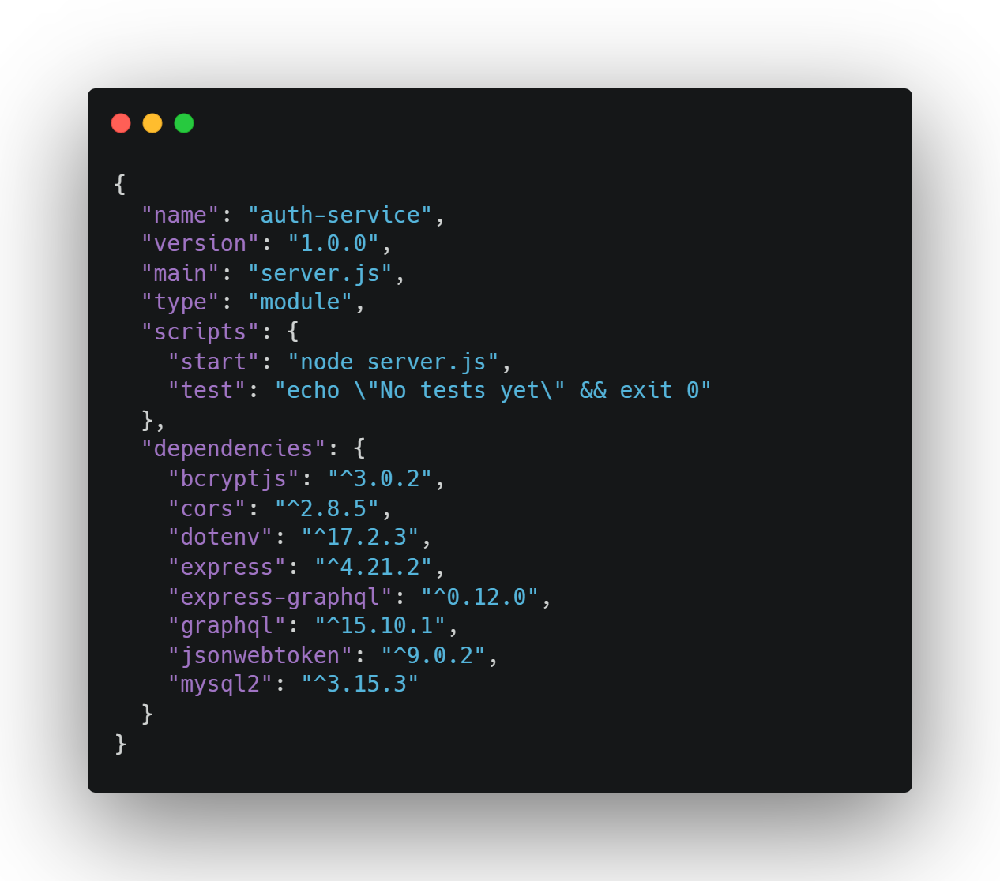 {
  "name": "auth-service",
  "version": "1.0.0",
  "main": "server.js",
  "type": "module",
  "scripts": {
    "start": "node server.js",
    "test": "echo \"No tests yet\" && exit 0"
  },
  "dependencies": {
    "bcryptjs": "^3.0.2",
    "cors": "^2.8.5",
    "dotenv": "^17.2.3",
    "express": "^4.21.2",
    "express-graphql": "^0.12.0",
    "graphql": "^15.10.1",
    "jsonwebtoken": "^9.0.2",
    "mysql2": "^3.15.3"
  }
}